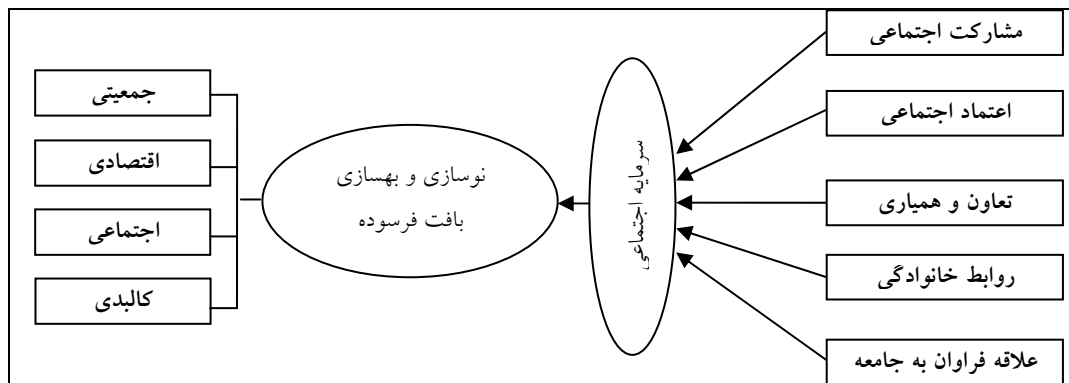 مشارکت اجتماعی
اعتماد اجتماعی
تعاون و همیاری
روابط خانوادگی
علاقه فراوان به جامعه
سرمایه اجتماعی
نوسازی و بهسازی
بافت فرسوده
جمعیتی
اقتصادی
اجتماعی
کالبدی